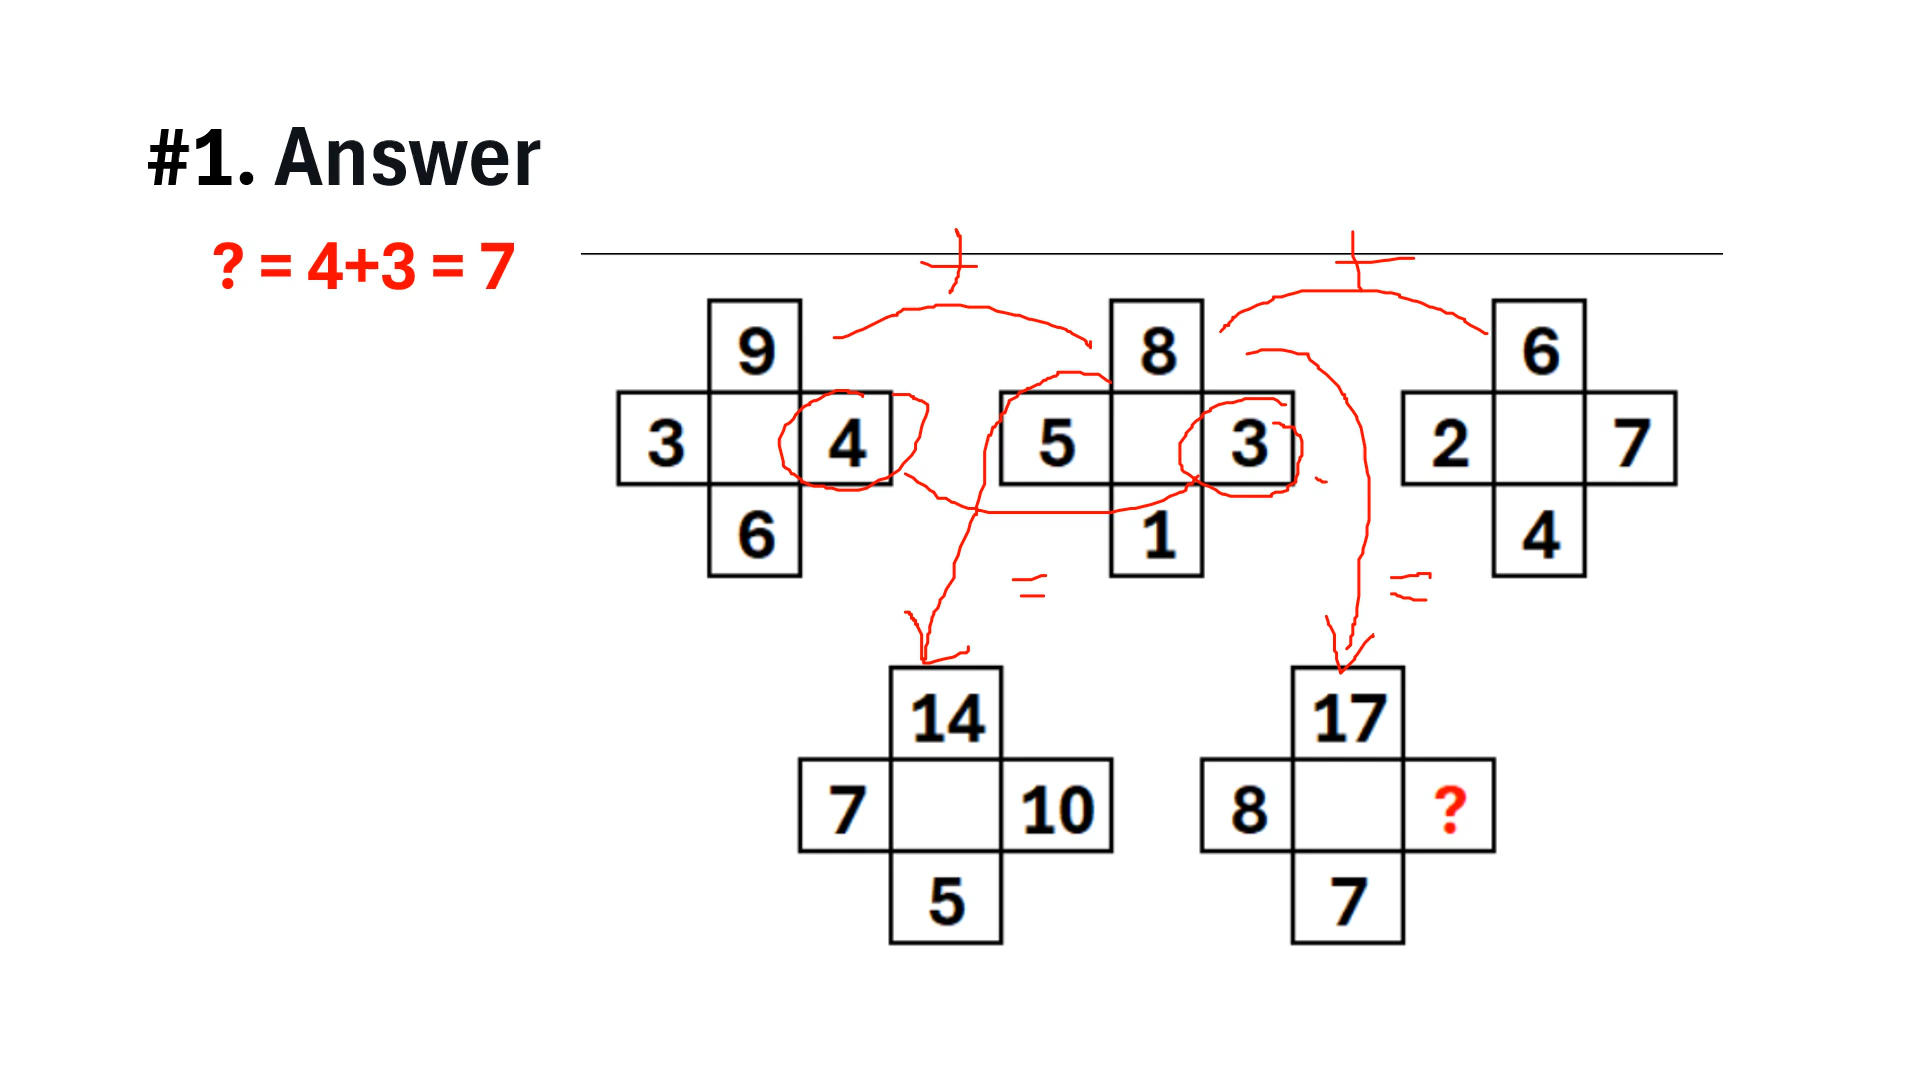 #1. Answer
? = 4+3 = 7
+ +
9 8 6
3 4 5 3 2 7
6 1 4
= =
14 17
7 10 8 ?
5 7